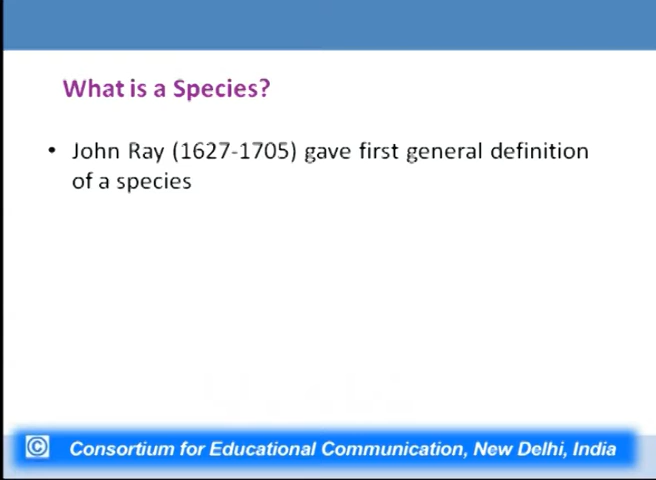 What is a Species?
• John Ray (1627-1705) gave first general definition
of a species
© Consortium for Educational Communication, New Delhi, India